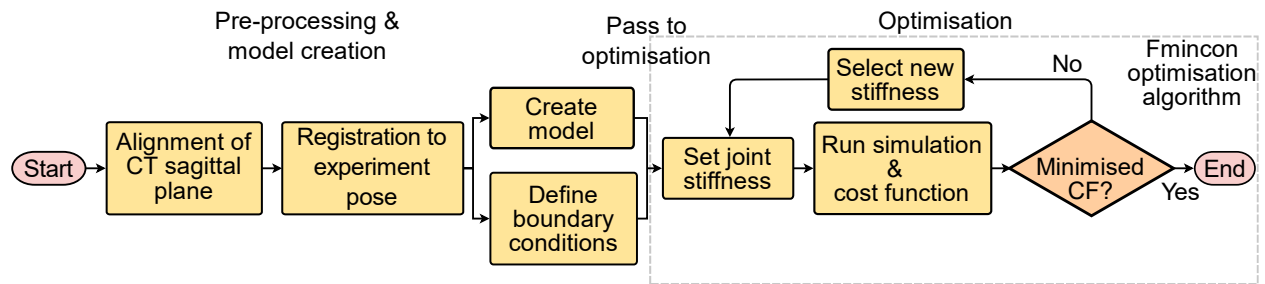 Pre-processing &
model creation
Start
Alignment of
CT sagittal
plane
Registration to
experiment
pose
Create
model
Define
boundary
conditions
Pass to
optimisation
Optimisation
Fmincon
optimisation
algorithm
Set joint
stiffness
Run simulation
&
cost function
Select new
stiffness
Minimised
CF?
No
Yes
End